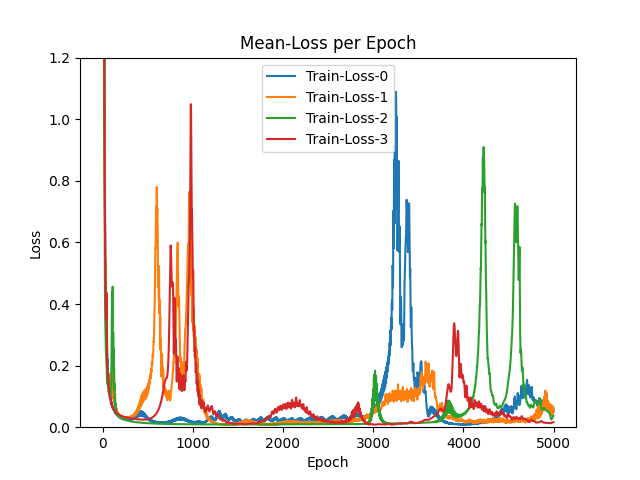 Mean-Loss per Epoch
Train-Loss-0
Train-Loss-1
Train-Loss-2
Train-Loss-3
1.2
1.0
0.8
0.6
0.4
0.2
0.0
Loss
0 1000 2000 3000 4000 5000
Epoch